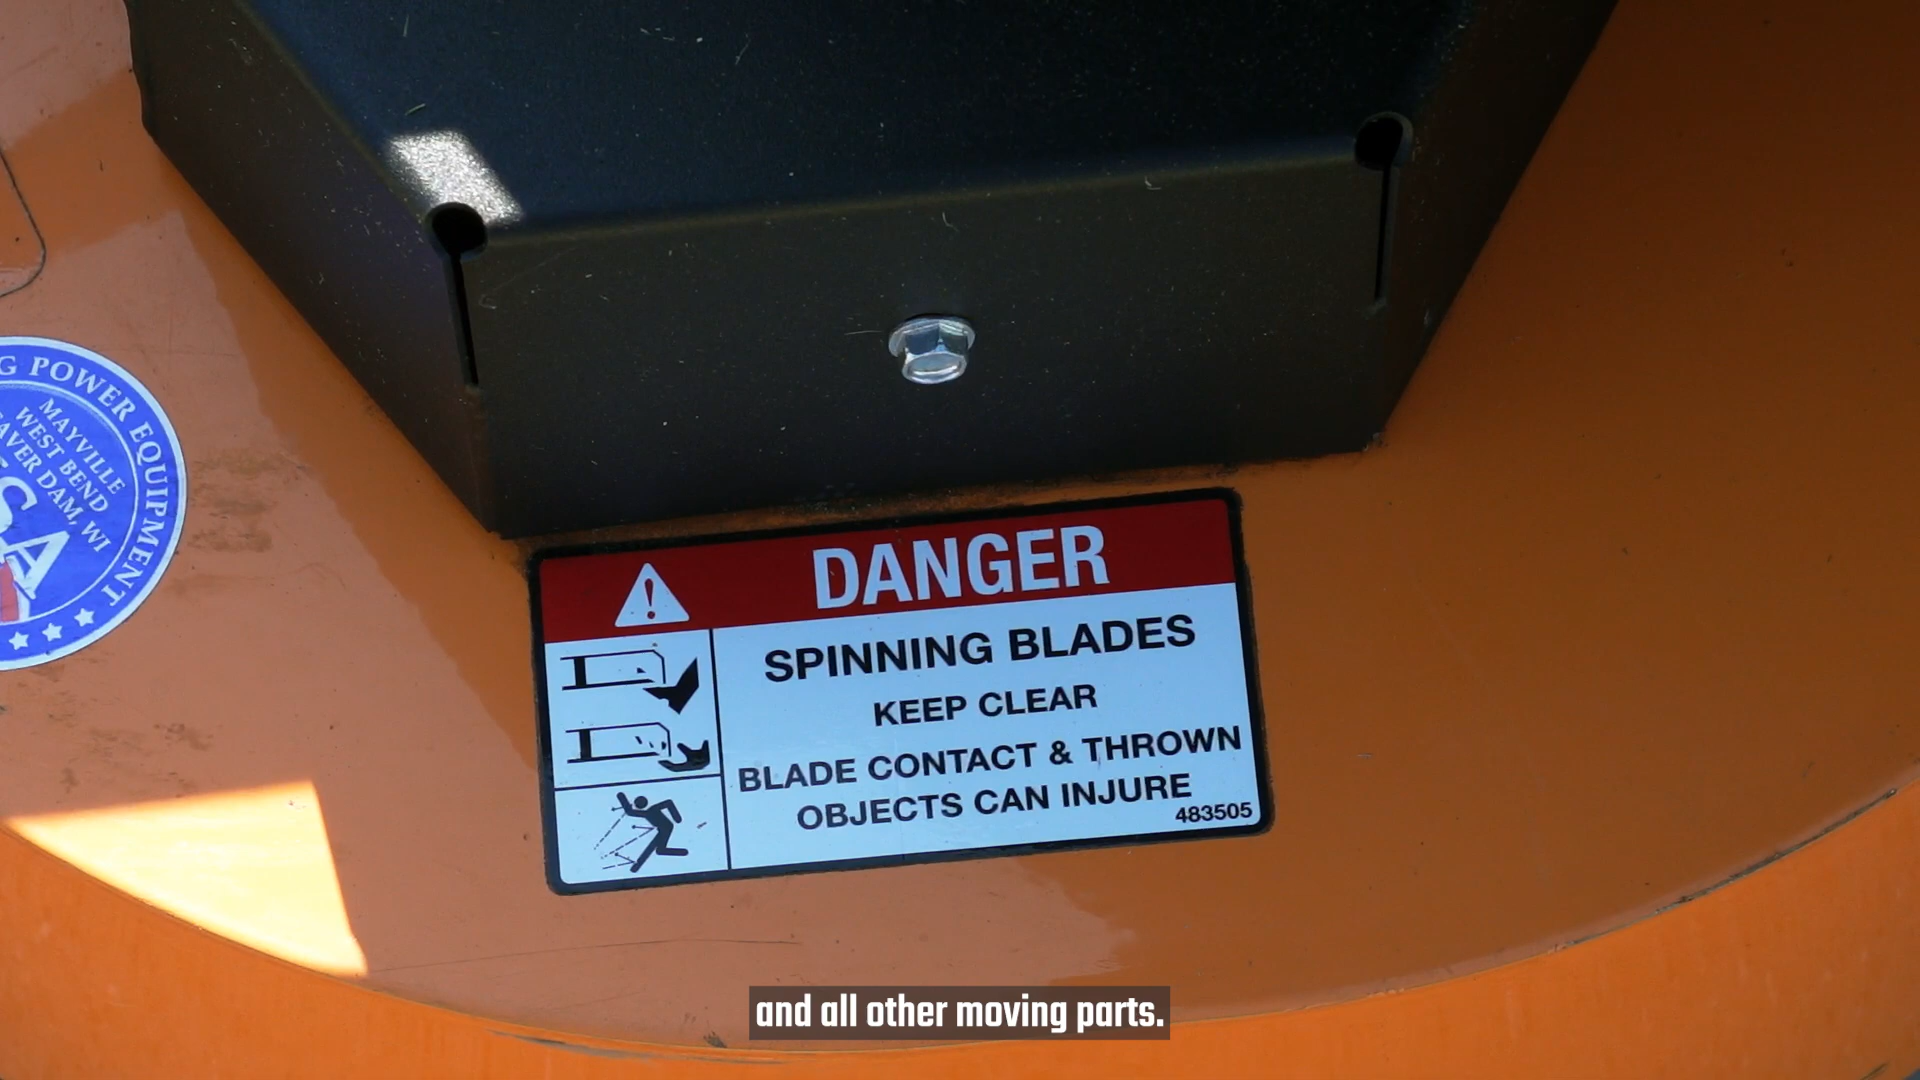 POWER EQUIPMENT
MAYVILLE
WEST BEND
DAM, WI
DANGER
SPINNING BLADES
KEEP CLEAR
BLADE CONTACT & THROWN
OBJECTS CAN INJURE
483505
and all other moving parts.